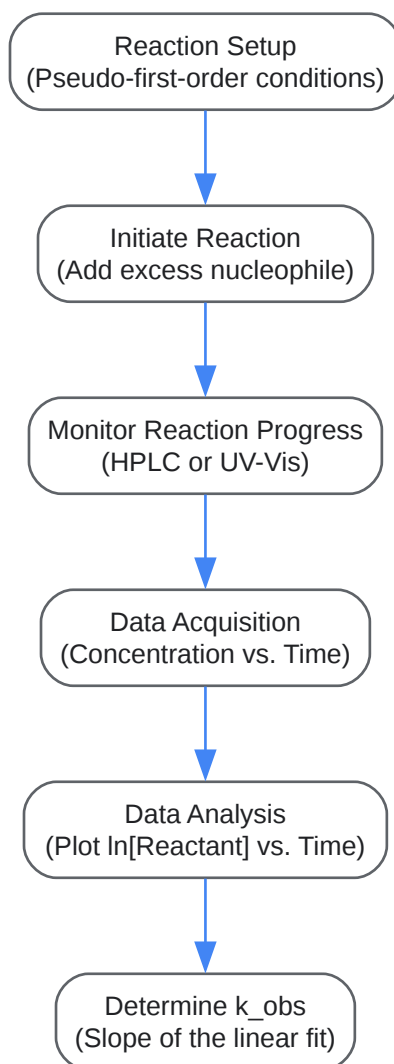 Reaction Setup
(Pseudo-first-order conditions)
Initiate Reaction
(Add excess nucleophile)
Monitor Reaction Progress
(HPLC or UV-Vis)
Data Acquisition
(Concentration vs. Time)
Data Analysis
(Plot ln[Reactant] vs. Time)
Determine k_obs
(Slope of the linear fit)